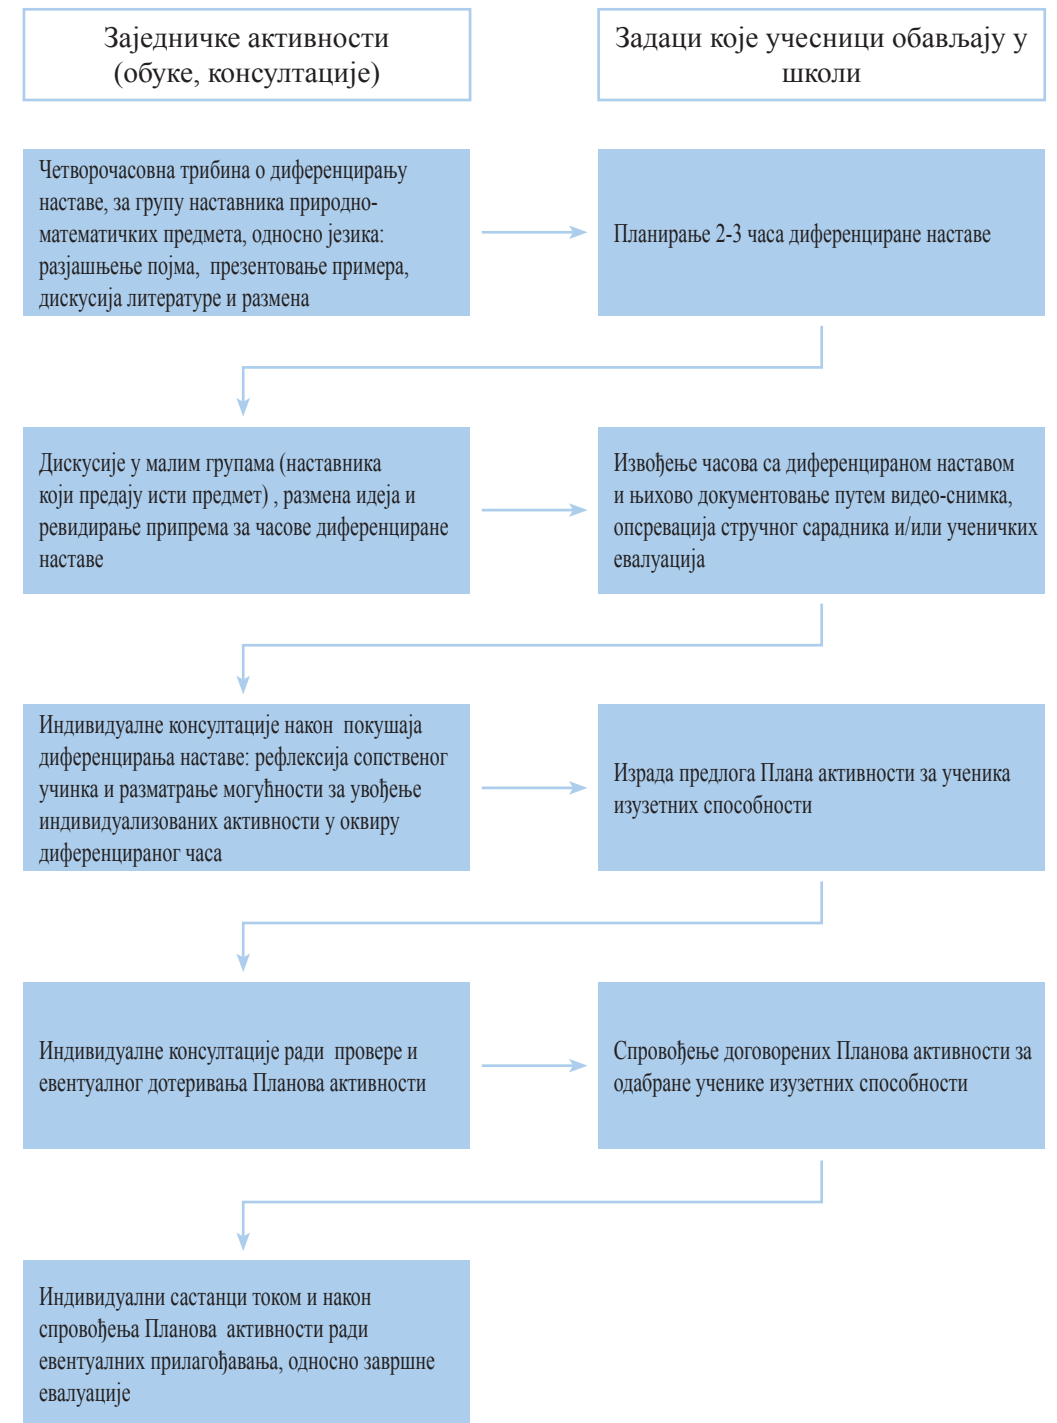 Заједничке активности
(обуке, консултације)
Задаци које учесници обављају у
школи
Четворочасовна трибина о диференцирању
наставе, за групу наставника природно-
математичких предмета, односно језика:
разјашњење појма, презентовање примера,
дискусија литературе и размена
Планирање 2-3 часа диференциране наставе
Дискусије у малим групама (наставника
који предају исти предмет) , размена идеја и
ревидирање припрема за часове диференциране
наставе
Извођење часова са диференцираном наставом
и њихово документовање путем видео-снимка,
опсревација стручног сарадника и/или ученичких
евалуација
Индивидуалне консултације након покушаја
диференцирања наставе: рефлексија сопственог
учинка и разматрање могућности за увођење
индивидуализованих активности у оквиру
диференцираног часа
Израда предлога Плана активности за ученика
изузетних способности
Индивидуалне консултације ради провере и
евентуалног дотеривања Планова активности
Спровођење договорених Планова активности за
одабране ученике изузетних способности
Индивидуални састанци током и након
спровођења Планова активности ради
евентуалних прилагођавања, односно завршне
евалуације